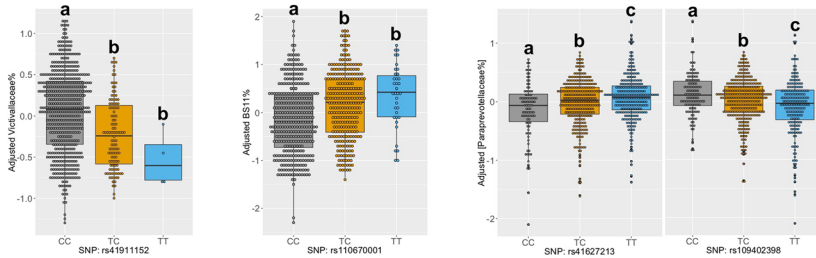 a
b
b
Adjusted Victivallaceae%
1.0
0.5
0.0
-0.5
-1.0
CC
TC
TT
SNP: rs41911152
a
b
b
Adjusted BS11%
2
1
0
-1
-2
CC
TC
TT
SNP: rs110670001
a
b
c
Adjusted [Paraprevotellaceae%]
1
0
-1
-2
CC
TC
TT
SNP: rs41627213
a
b
c
CC
TC
TT
SNP: rs109402398